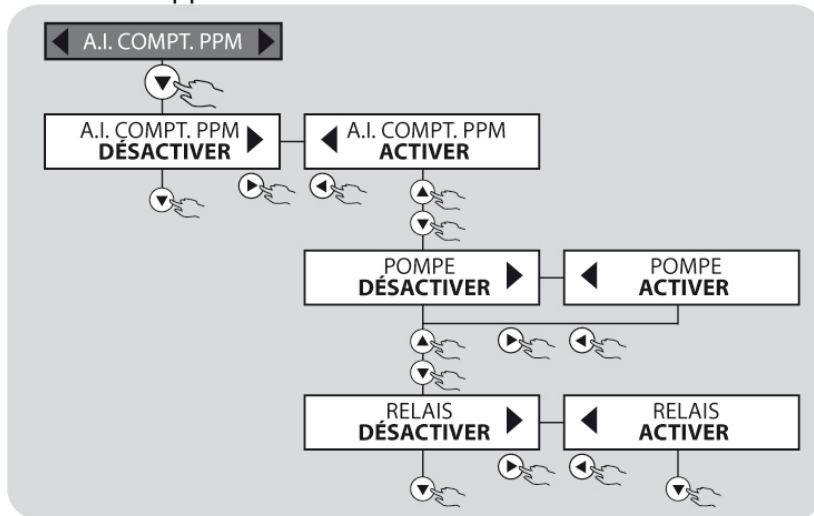 A.I. COMPT. PPM
A.I. COMPT. PPM
DÉSACTIVER
A.I. COMPT. PPM
ACTIVER
POMPE
DÉSACTIVER
POMPE
ACTIVER
RELAIS
DÉSACTIVER
RELAIS
ACTIVER